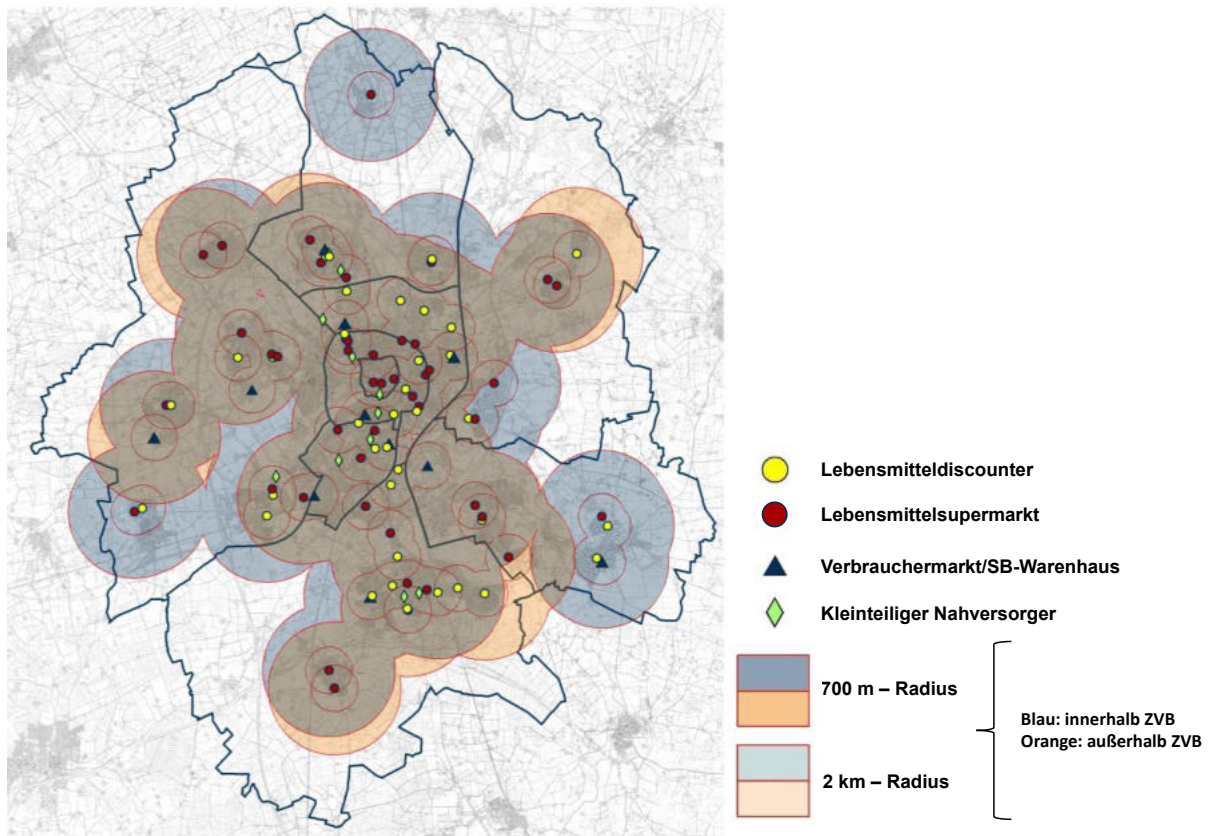 Lebensmitteldiscounter
Lebensmittelsupermarkt
Verbrauchermarkt/SB-Warenhaus
Kleinteiliger Nahversorger
700 m – Radius
2 km – Radius
Blau: innerhalb ZVB
Orange: außerhalb ZVB